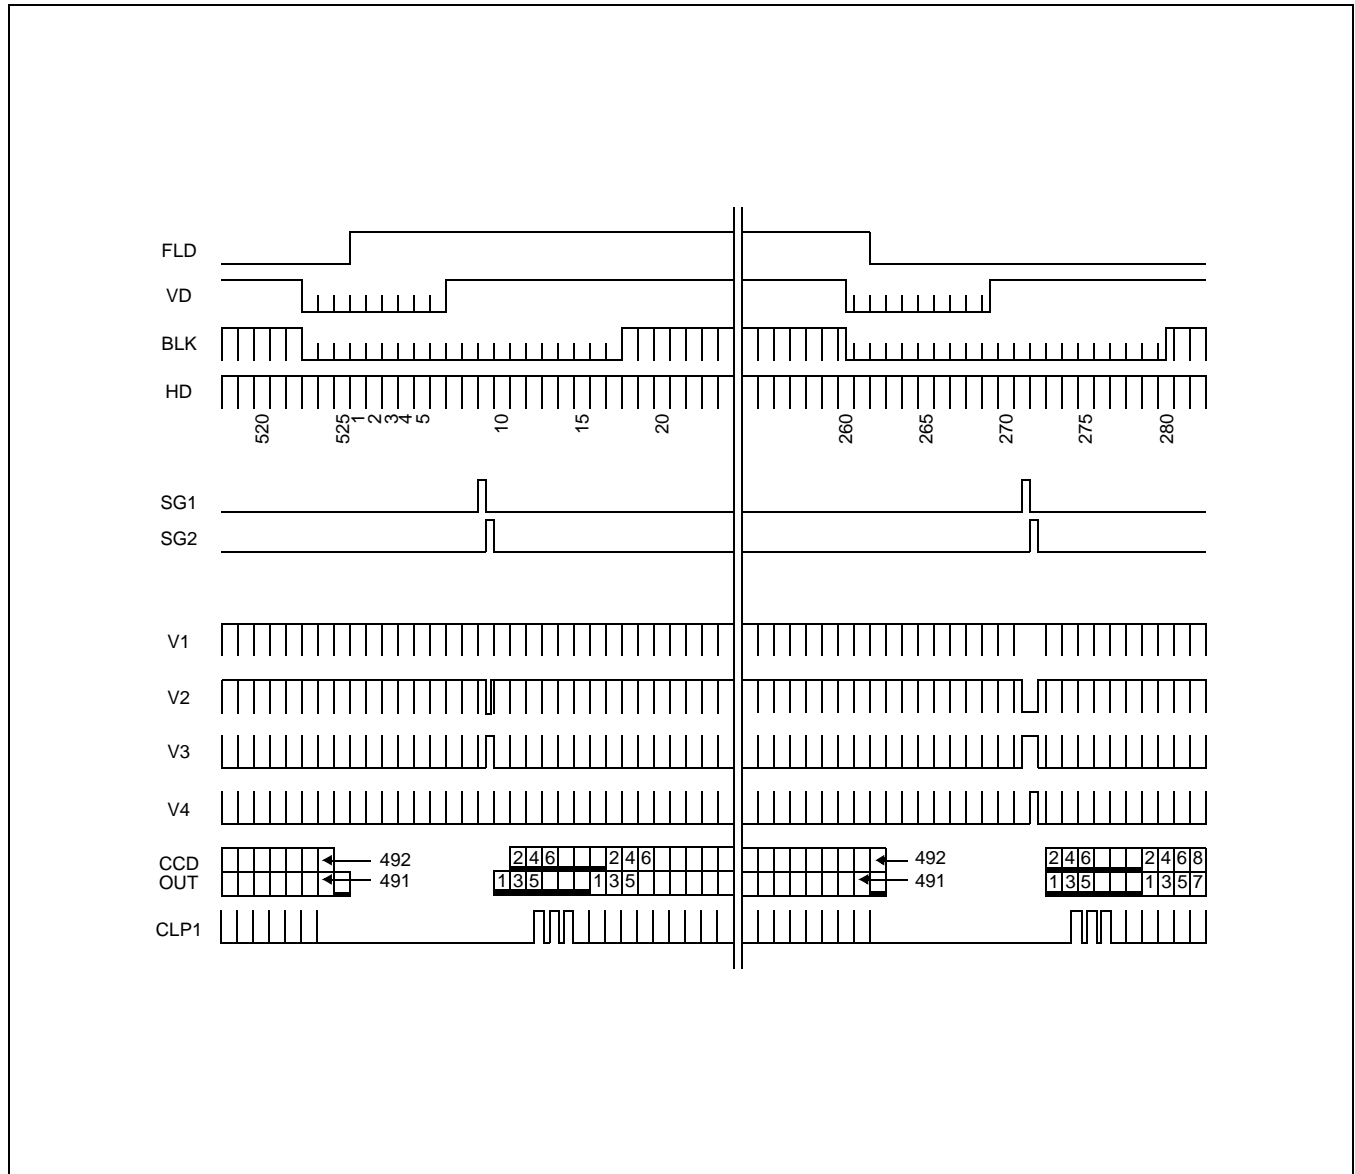 FLD
VD
BLK
HD
520 525 1 2 3 4 5 10 15 20 260 265 270 275 280
SG1
SG2
V1
V2
V3
V4
CCD OUT
492 2 4 6 2 4 6 492 2 4 6 2 4 6 8
491 1 3 5 1 3 5 491 1 3 5 1 3 5 7
CLP1